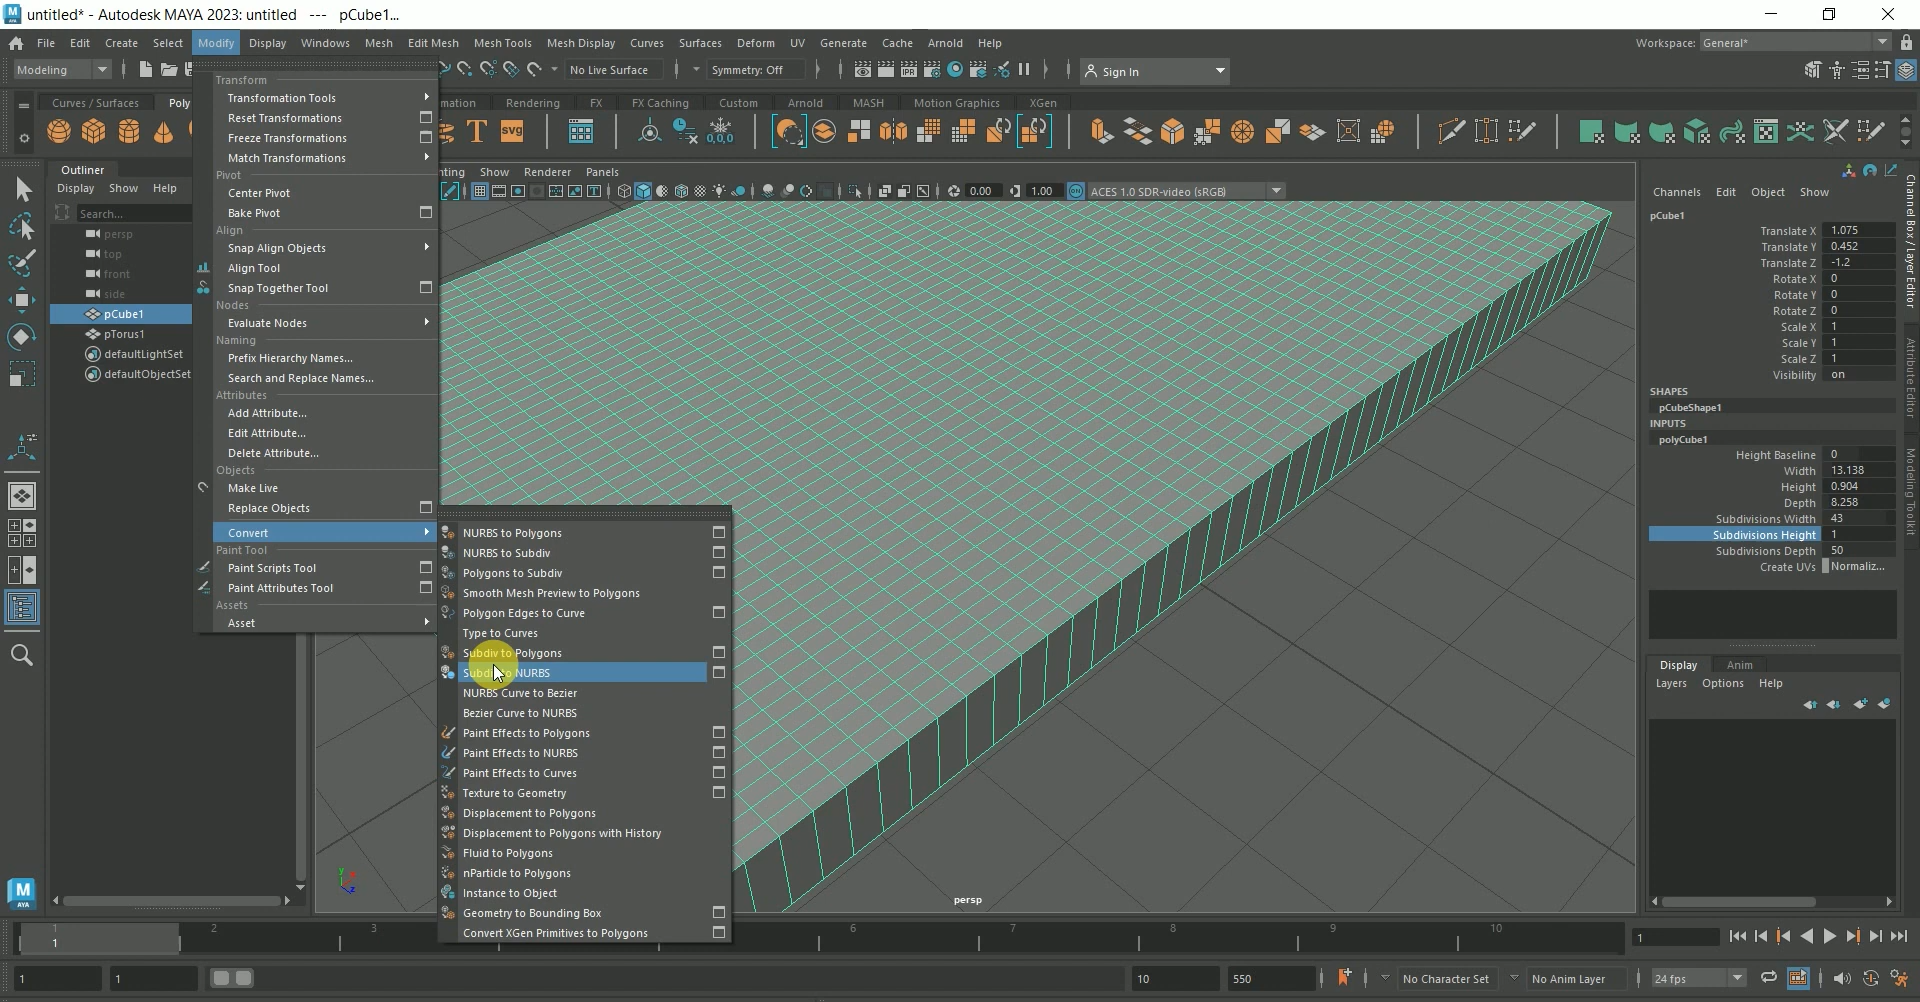 untitled* - Autodesk MAYA 2023: untitled --- pCube1...
File Edit Create Select Modify Display Windows Mesh Edit Mesh Mesh Tools Mesh Display Curves Surfaces Deform UV Generate Cache Arnold Help
Workspace: General*
Modeling
No Live Surface
Symmetry: Off
Sign In
Curves / Surfaces
Rendering FX FX Caching Custom Arnold MASH Motion Graphics XGen
Outliner
Display Show Help
Search...
persp
top
front
side
pCube1
pTorus1
defaultLightSet
defaultObjectSet
Transform
Transformation Tools
Reset Transformations
Freeze Transformations
Match Transformations
Pivot
Center Pivot
Bake Pivot
Align
Snap Align Objects
Align Tool
Snap Together Tool
Nodes
Evaluate Nodes
Naming
Prefix Hierarchy Names...
Search and Replace Names...
Attributes
Add Attribute...
Edit Attribute...
Delete Attribute...
Objects
Make Live
Replace Objects
Convert
Paint Tool
Paint Scripts Tool
Paint Attributes Tool
Assets
Asset
NURBS to Polygons
NURBS to Subdiv
Polygons to Subdiv
Smooth Mesh Preview to Polygons
Polygon Edges to Curve
Type to Curves
Subdiv to Polygons
Subdiv to NURBS
NURBS Curve to Bezier
Bezier Curve to NURBS
Paint Effects to Polygons
Paint Effects to NURBS
Paint Effects to Curves
Texture to Geometry
Displacement to Polygons
Displacement to Polygons with History
Fluid to Polygons
nParticle to Polygons
Instance to Object
Geometry to Bounding Box
Convert XGen Primitives to Polygons
Show Renderer Panels
0.00 1.00 ACES 1.0 SDR-video (sRGB)
persp
Channels Edit Object Show
pCube1
Translate X 1.075
Translate Y 0.452
Translate Z -1.2
Rotate X 0
Rotate Y 0
Rotate Z 0
Scale X 1
Scale Y 1
Scale Z 1
Visibility on
SHAPES
pCubeShape1
INPUTS
polyCube1
Height Baseline 0
Width 13.138
Height 0.904
Depth 8.258
Subdivisions Width 43
Subdivisions Height 1
Subdivisions Depth 50
Create UVs Normaliz...
Display Anim
Layers Options Help
Channel Box / Layer Editor
Attribute Editor
Modeling Toolkit
1 2 3 6 7 8 9 10
1
1
1 1 10 550 No Character Set No Anim Layer 24 fps